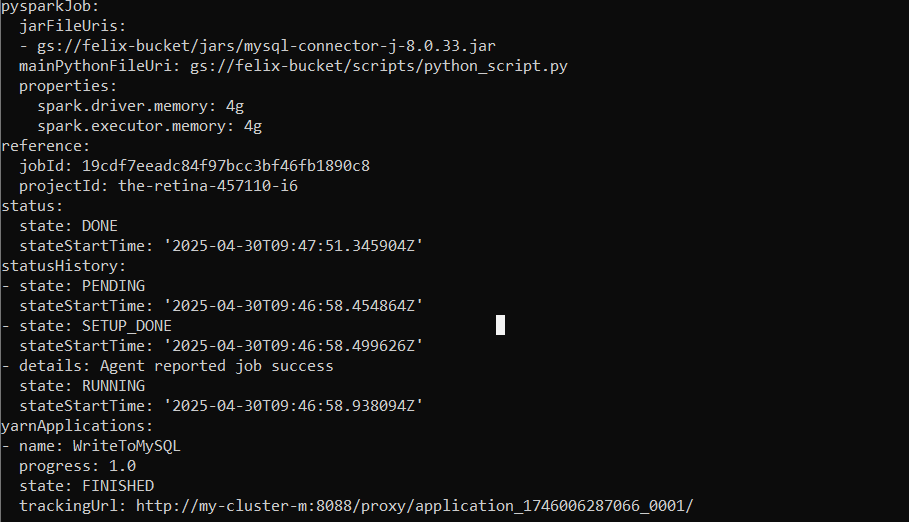 pysparkJob:
  jarFileUris:
  - gs://felix-bucket/jars/mysql-connector-j-8.0.33.jar
  mainPythonFileUri: gs://felix-bucket/scripts/python_script.py
  properties:
    spark.driver.memory: 4g
    spark.executor.memory: 4g
reference:
  jobId: 19cdf7eeadc84f97bcc3bf46fb1890c8
  projectId: the-retina-457110-i6
status:
  state: DONE
  stateStartTime: '2025-04-30T09:47:51.345904Z'
statusHistory:
- state: PENDING
  stateStartTime: '2025-04-30T09:46:58.454864Z'
- state: SETUP_DONE
  stateStartTime: '2025-04-30T09:46:58.499626Z'
- details: Agent reported job success
  state: RUNNING
  stateStartTime: '2025-04-30T09:46:58.938094Z'
yarnApplications:
- name: WriteToMySQL
  progress: 1.0
  state: FINISHED
  trackingUrl: http://my-cluster-m:8088/proxy/application_1746006287066_0001/